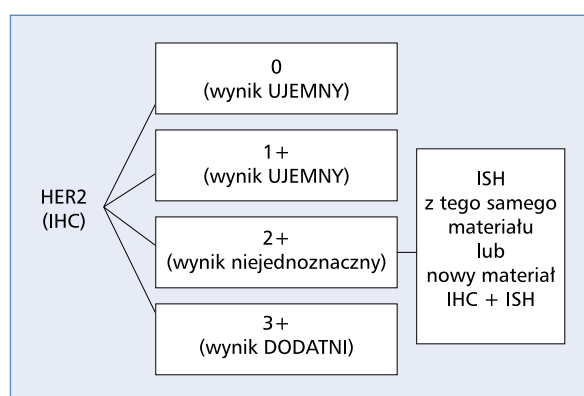 HER2
(IHC)
0
(wynik UJEMNY)
1+
(wynik UJEMNY)
2+
(wynik niejednoznaczny)
3+
(wynik DODATNI)
ISH
z tego samego
materiału
lub
nowy materiał
IHC + ISH